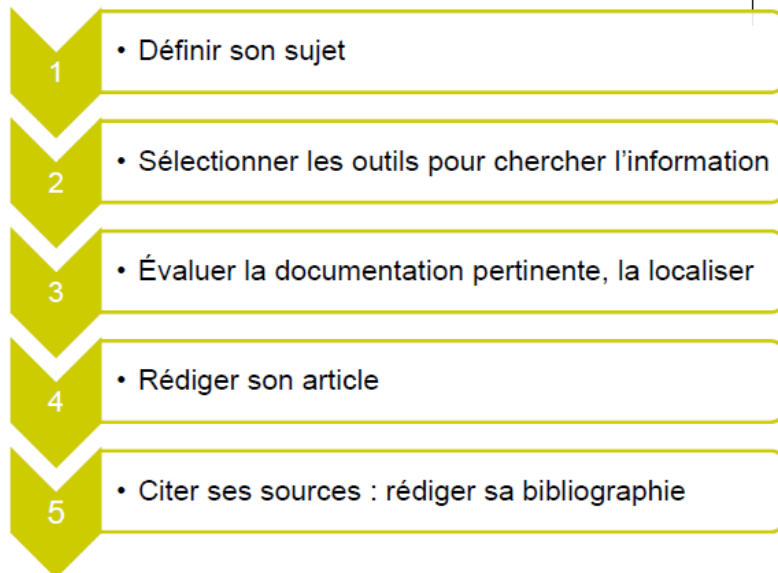 1
• Définir son sujet
2
• Sélectionner les outils pour chercher l'information
3
• Évaluer la documentation pertinente, la localiser
4
• Rédiger son article
5
• Citer ses sources : rédiger sa bibliographie